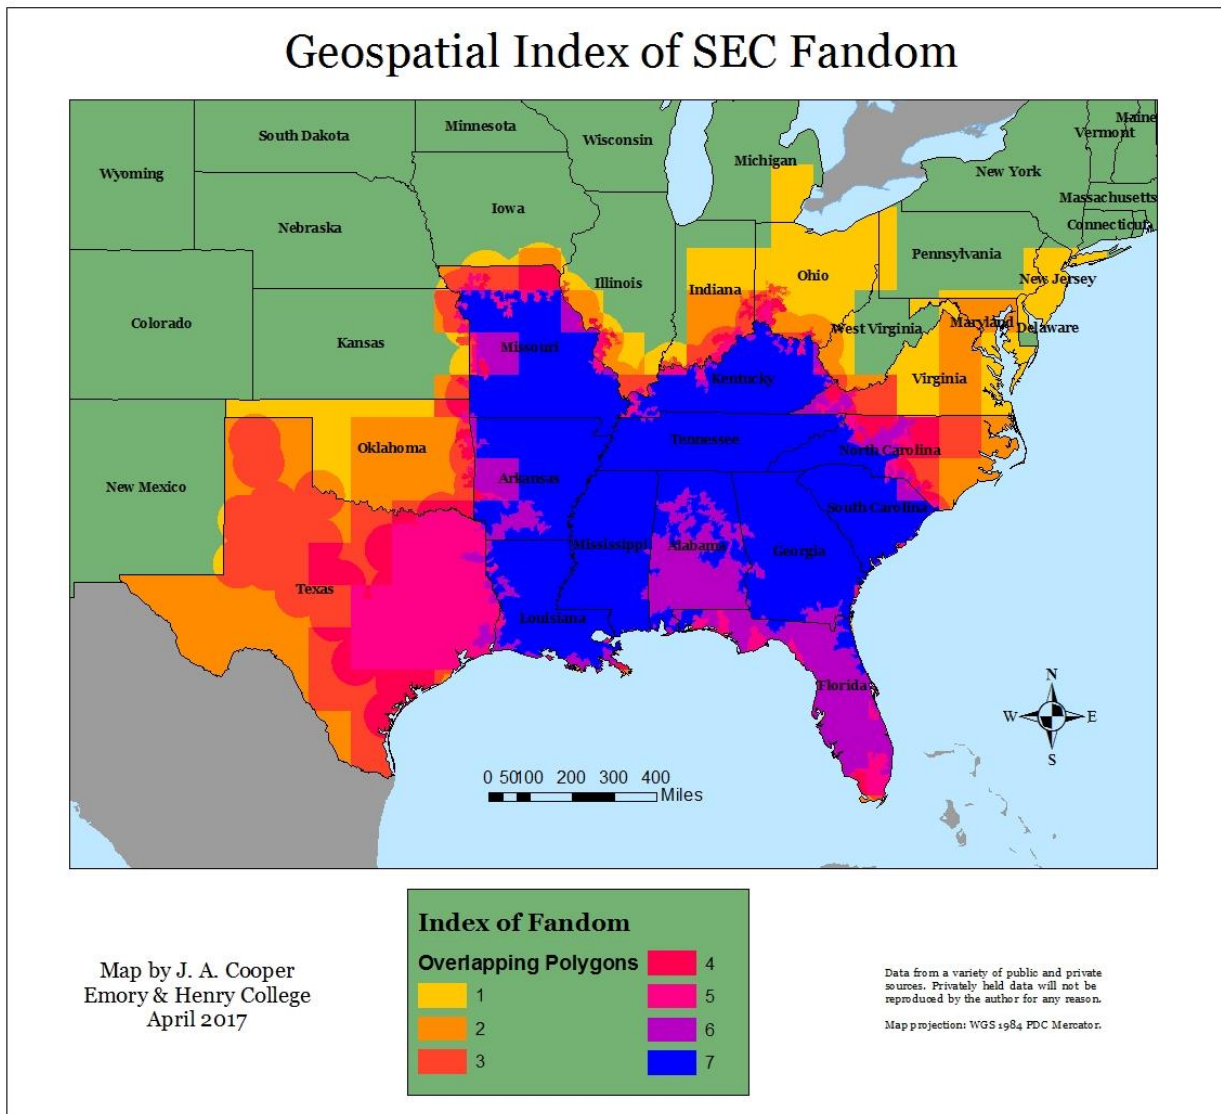 Geospatial Index of SEC Fandom
Maine
Minnesota
Vermont
South Dakota
Wisconsin
Michigan
Wyoming
New York
Massachusetts
Iowa
Connecticut
Nebraska
Pennsylvania
Ohio
New Jersey
Illinois
Indiana
Colorado
Maryland
Delaware
West Virginia
Kansas
Missouri
Kentucky
Virginia
Tennessee
Oklahoma
North Carolina
New Mexico
Arkansas
South Carolina
Mississippi
Alabama
Georgia
Texas
Louisiana
Florida
N
W E
S
0 50100 200 300 400
Miles
Index of Fandom
Overlapping Polygons
1
2
3
4
5
6
7
Map by J. A. Cooper
Emory & Henry College
April 2017
Data from a variety of public and private
sources. Privately held data will not be
reproduced by the author for any reason.
Map projection: WGS 1984 PDC Mercator.